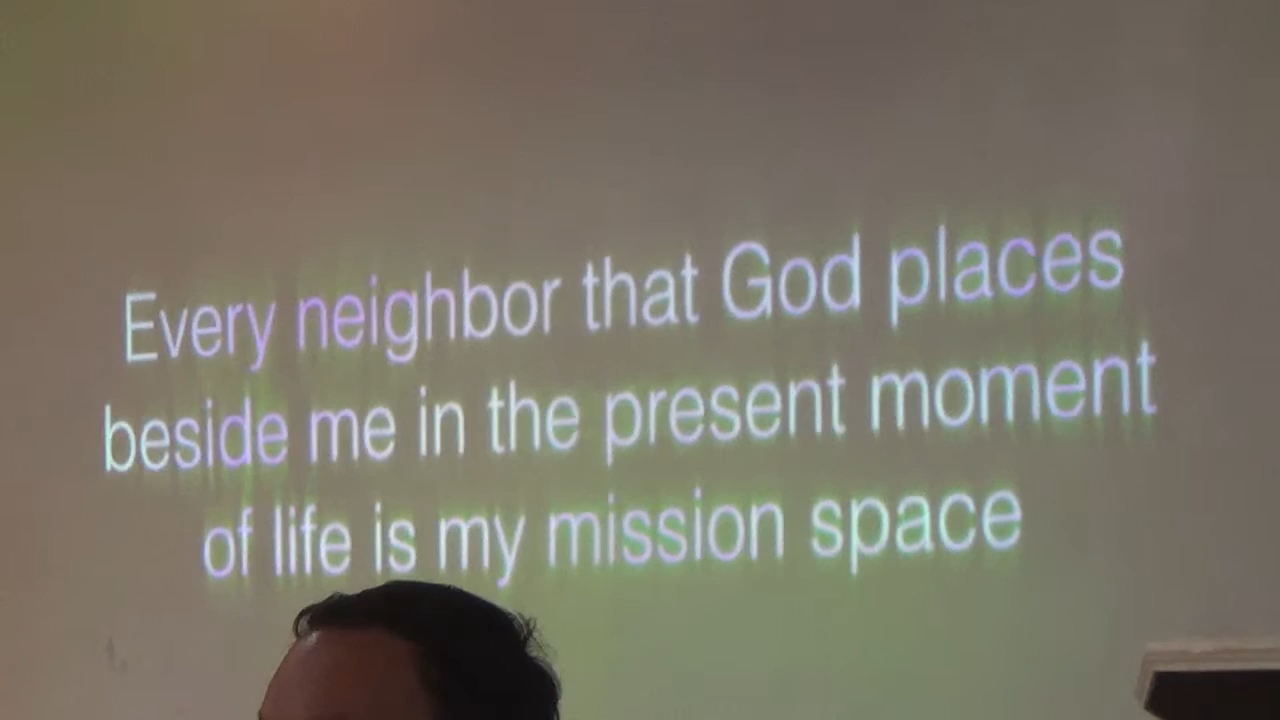 Every neighbor that God places
beside me in the present moment
of life is my mission space